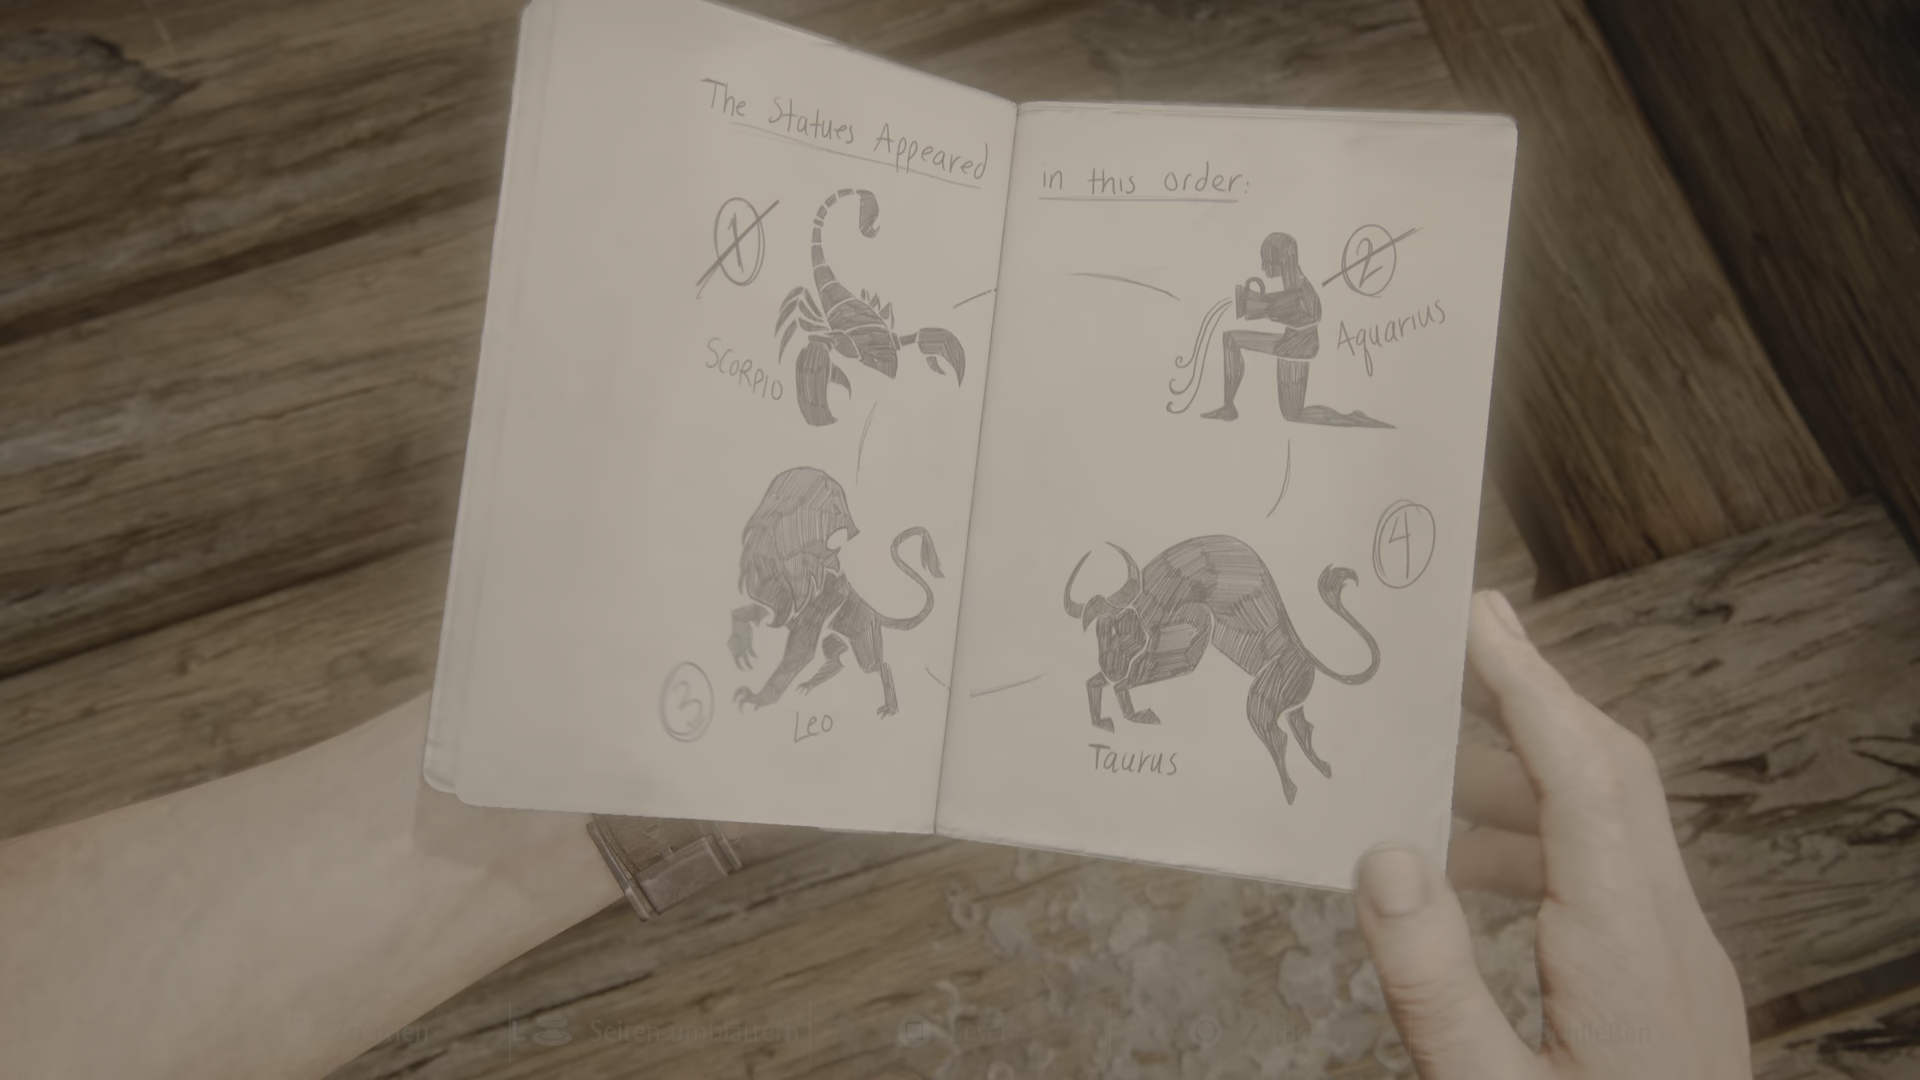 The Statues Appeared
in this order:
1
2
Scorpio
Aquarius
3
4
Leo
Taurus
Seiten umblättern